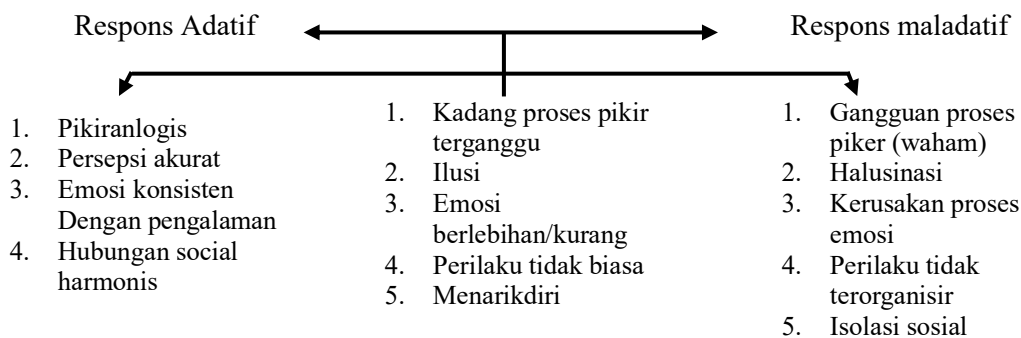 Respons Adatif
Respons maladatif
1. Pikiranlogis
2. Persepsi akurat
3. Emosi konsisten
Dengan pengalaman
4. Hubungan social
harmonis
1. Kadang proses pikir
terganggu
2. Ilusi
3. Emosi
berlebihan/kurang
4. Perilaku tidak biasa
5. Menarikdiri
1. Gangguan proses
piker (waham)
2. Halusinasi
3. Kerusakan proses
emosi
4. Perilaku tidak
terorganisir
5. Isolasi sosial